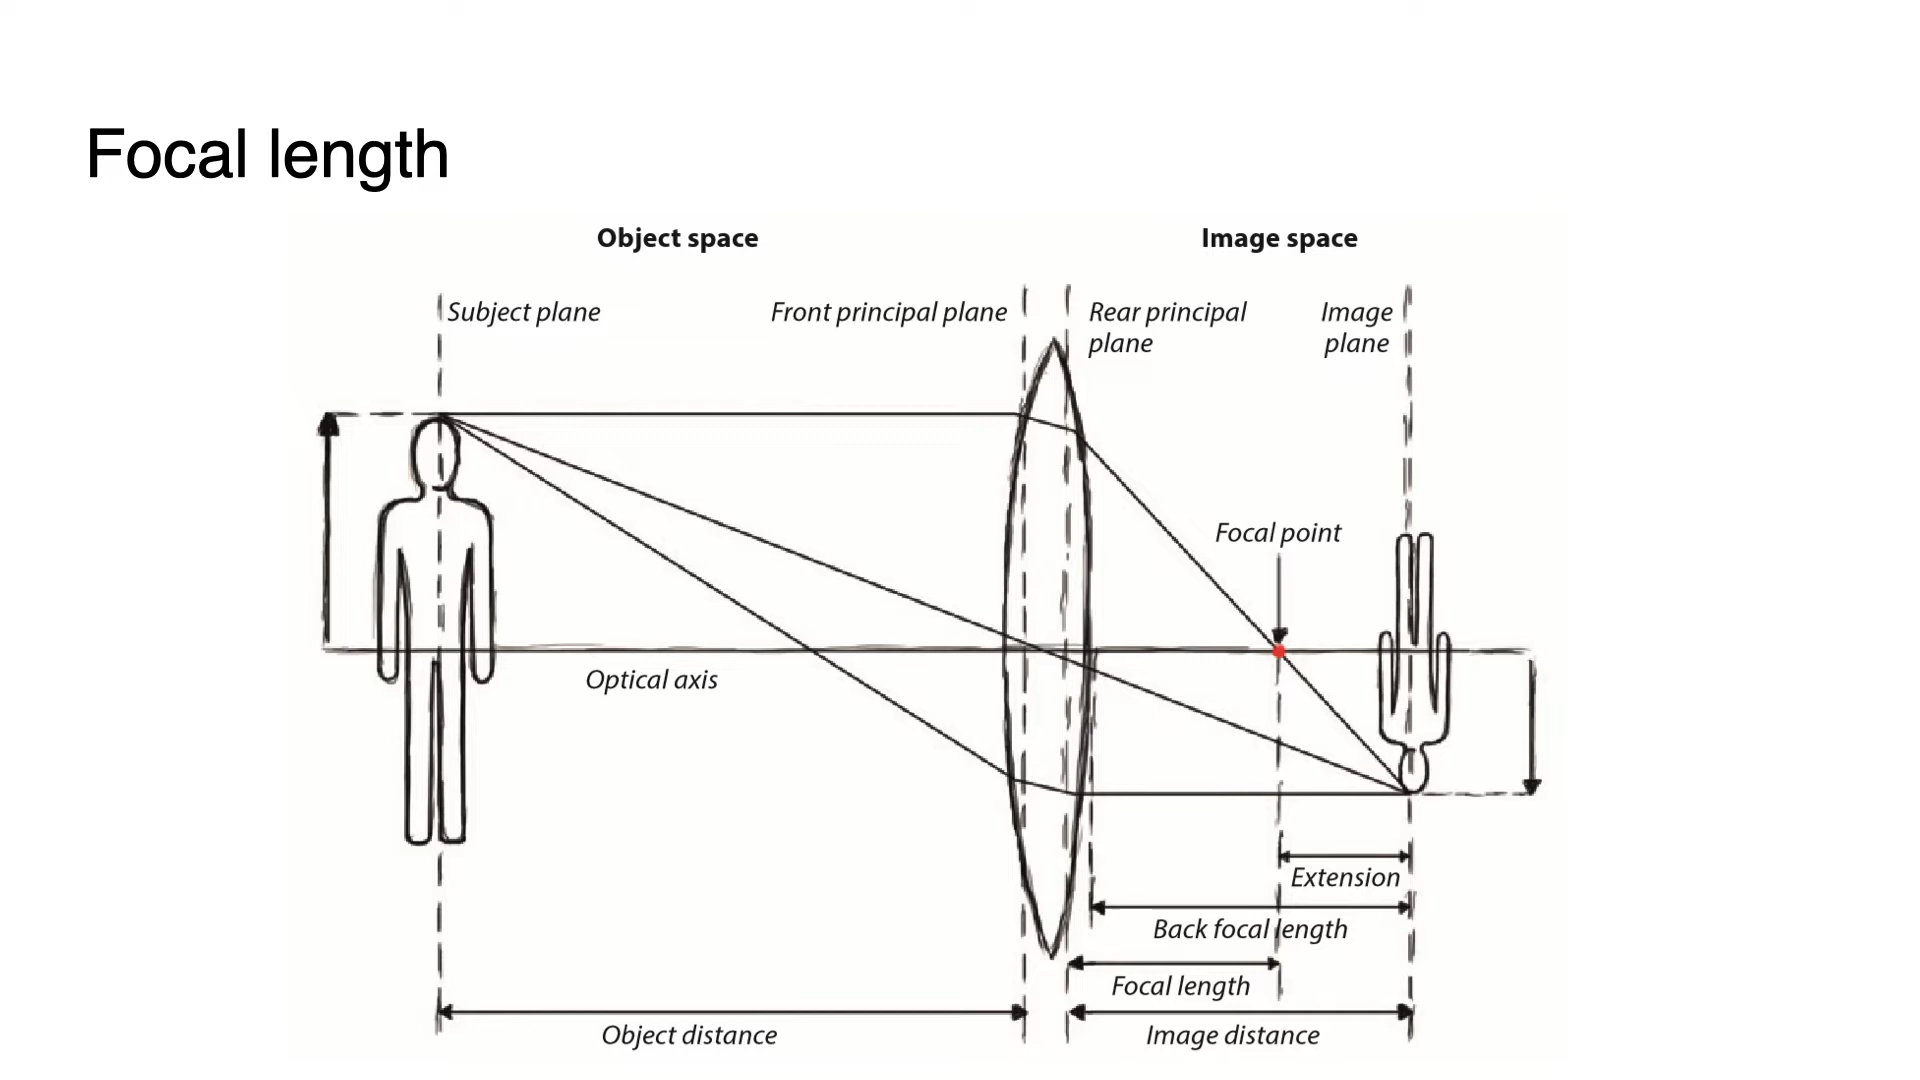 Focal length
Object space
Image space
Subject plane
Front principal plane
Rear principal
plane
Image
plane
Focal point
Optical axis
Extension
Back focal length
Focal length
Object distance
Image distance